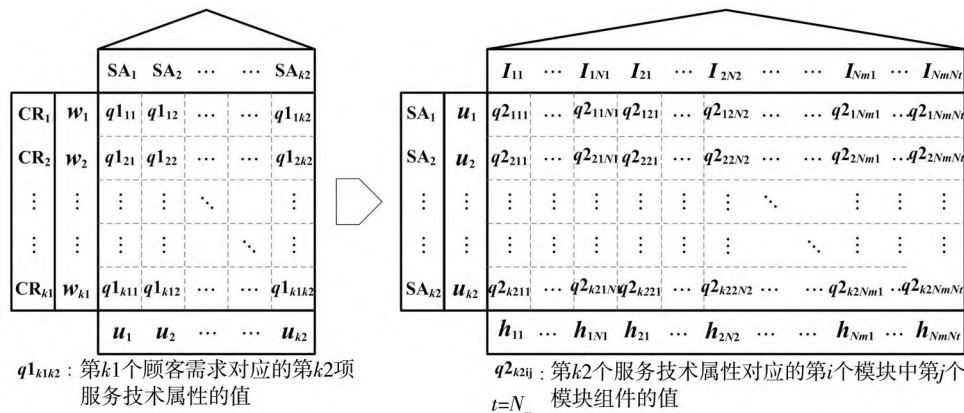 SA₁ SA₂ ⋯ ⋯ SAₖ₂
CR₁ w₁ q1₁₁ q1₁₂ ⋯ ⋯ q1₁ₖ₂
CR₂ w₂ q1₂₁ q1₂₂ ⋯ ⋯ q1₂ₖ₂
⋮ ⋮ ⋮ ⋮ ⋱ ⋮
⋮ ⋮ ⋮ ⋮ ⋱ ⋮
CRₖ₁ wₖ₁ q1ₖ₁₁ q1ₖ₁₂ ⋯ ⋯ q1ₖ₁ₖ₂
u₁ u₂ ⋯ ⋯ uₖ₂
q1ₖ₁ₖ₂:第k1个顾客需求对应的第k2项
服务技术属性的值
I₁₁ ⋯ I₁N₁ I₂₁ ⋯ I₂N₂ ⋯ ⋯ INm₁ ⋯ INmNt
SA₁ u₁ q2₁₁₁ ⋯ q2₁₁N₁ q2₁₂₁ ⋯ q2₁₂N₂ ⋯ ⋯ q2₁Nm₁ ⋯ q2₁NmNt
SA₂ u₂ q2₂₁₁ ⋯ q2₂₁N₁ q2₂₂₁ ⋯ q2₂₂N₂ ⋯ ⋯ q2₂Nm₁ ⋯ q2₂NmNt
⋮ ⋮ ⋮ ⋮ ⋮ ⋮ ⋮ ⋱ ⋮ ⋮ ⋮
⋮ ⋮ ⋮ ⋮ ⋮ ⋮ ⋮ ⋱ ⋮ ⋮ ⋮
SAₖ₂ uₖ₂ q2ₖ₂₁₁ ⋯ q2ₖ₂₁N₁ q2ₖ₂₂₁ ⋯ q2ₖ₂₂N₂ ⋯ ⋯ q2ₖ₂Nm₁ ⋯ q2ₖ₂NmNt
h₁₁ ⋯ h₁N₁ h₂₁ ⋯ h₂N₂ ⋯ ⋯ hNm₁ ⋯ hNmNt
q2ₖ₂ij:第k2个服务技术属性对应的第i个模块中第j个
t=N 模块组件的值